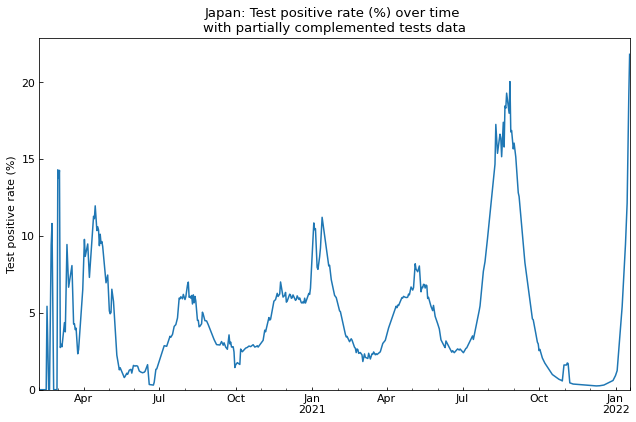 Japan: Test positive rate (%) over time
with partially complemented tests data
Test positive rate (%)
20
15
10
5
0
Apr Jul Oct Jan Apr Jul Oct Jan
2021 2022